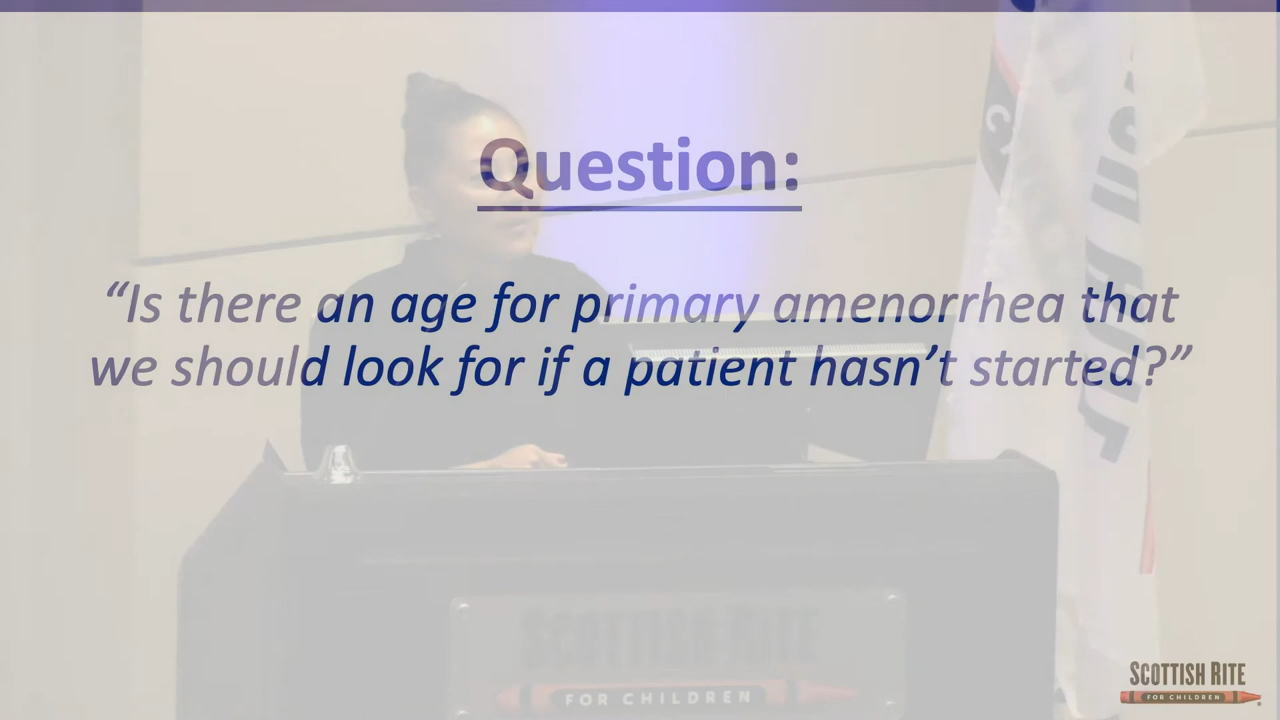 Question:
“Is there an age for primary amenorrhea that
we should look for if a patient hasn’t started?”
SCOTTISH RITE
FOR CHILDREN
SCOTTISH RITE
FOR CHILDREN